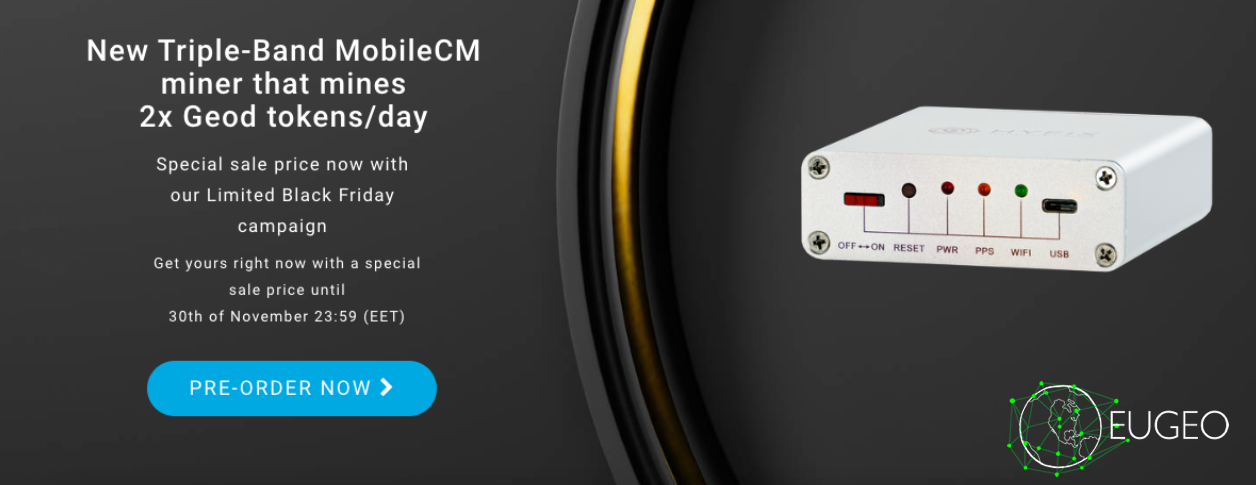 New Triple-Band MobileCM
miner that mines
2x Geod tokens/day
Special sale price now with
our Limited Black Friday
campaign
Get yours right now with a special
sale price until
30th of November 23:59 (EET)
PRE-ORDER NOW
HYFIX
OFF↔ON RESET PWR PPS WIFI USB
EUGEO